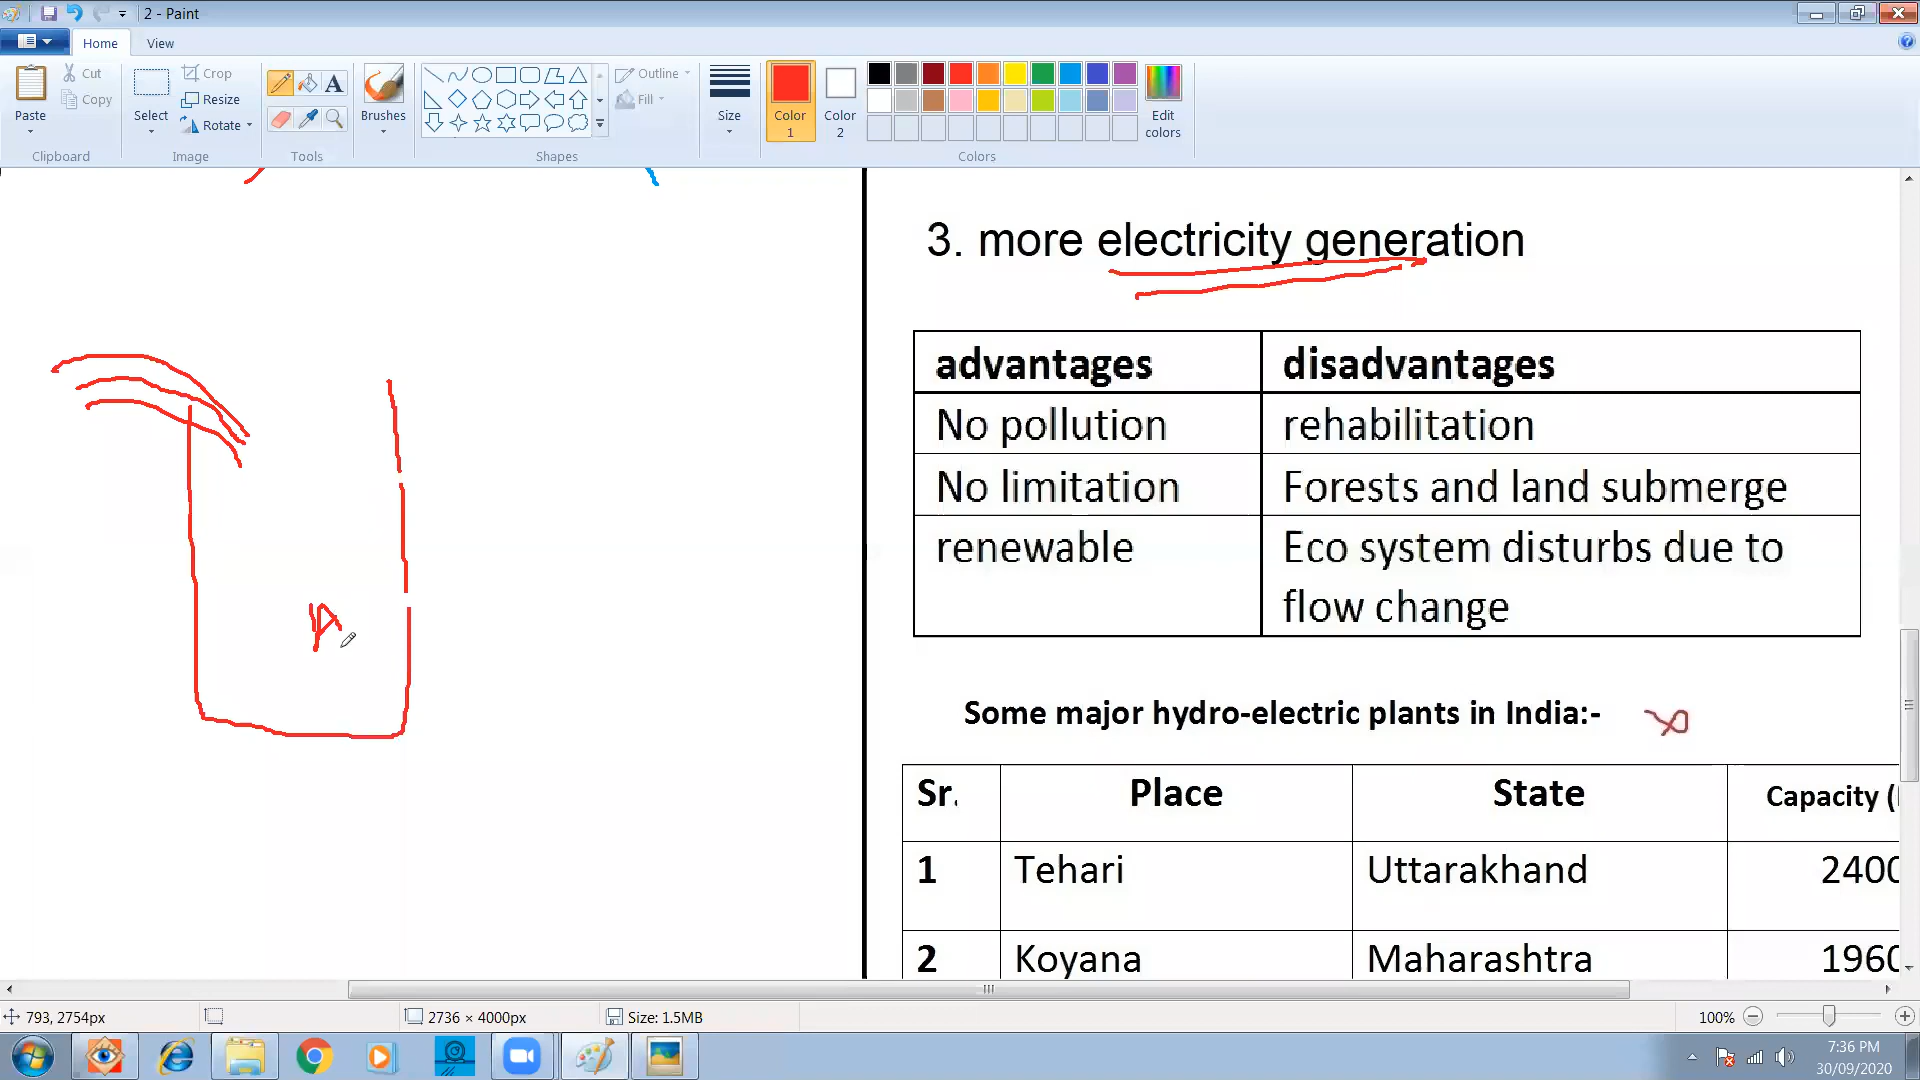 2 - Paint
Home
View
Paste
Cut
Copy
Clipboard
Select
Crop
Resize
Rotate
Image
Tools
Brushes
Shapes
Outline
Fill
Size
Color 1
Color 2
Edit colors
Colors
3. more electricity generation
advantages disadvantages
No pollution rehabilitation
No limitation Forests and land submerge
renewable Eco system disturbs due to
flow change
Some major hydro-electric plants in India:-
Sr. Place State Capacity (
1 Tehari Uttarakhand 2400
2 Koyana Maharashtra 1960
793, 2754px
2736 × 4000px
Size: 1.5MB
100%
7:36 PM
30/09/2020